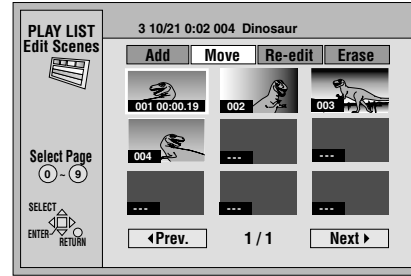 PLAY LIST
Edit Scenes
3 10/21 0:02 004 Dinosaur
Add Move Re-edit Erase
001 00:00.19 002 003
004 --- ---
--- --- ---
Select Page
0 ~ 9
SELECT
ENTER
RETURN
Prev. 1 / 1 Next